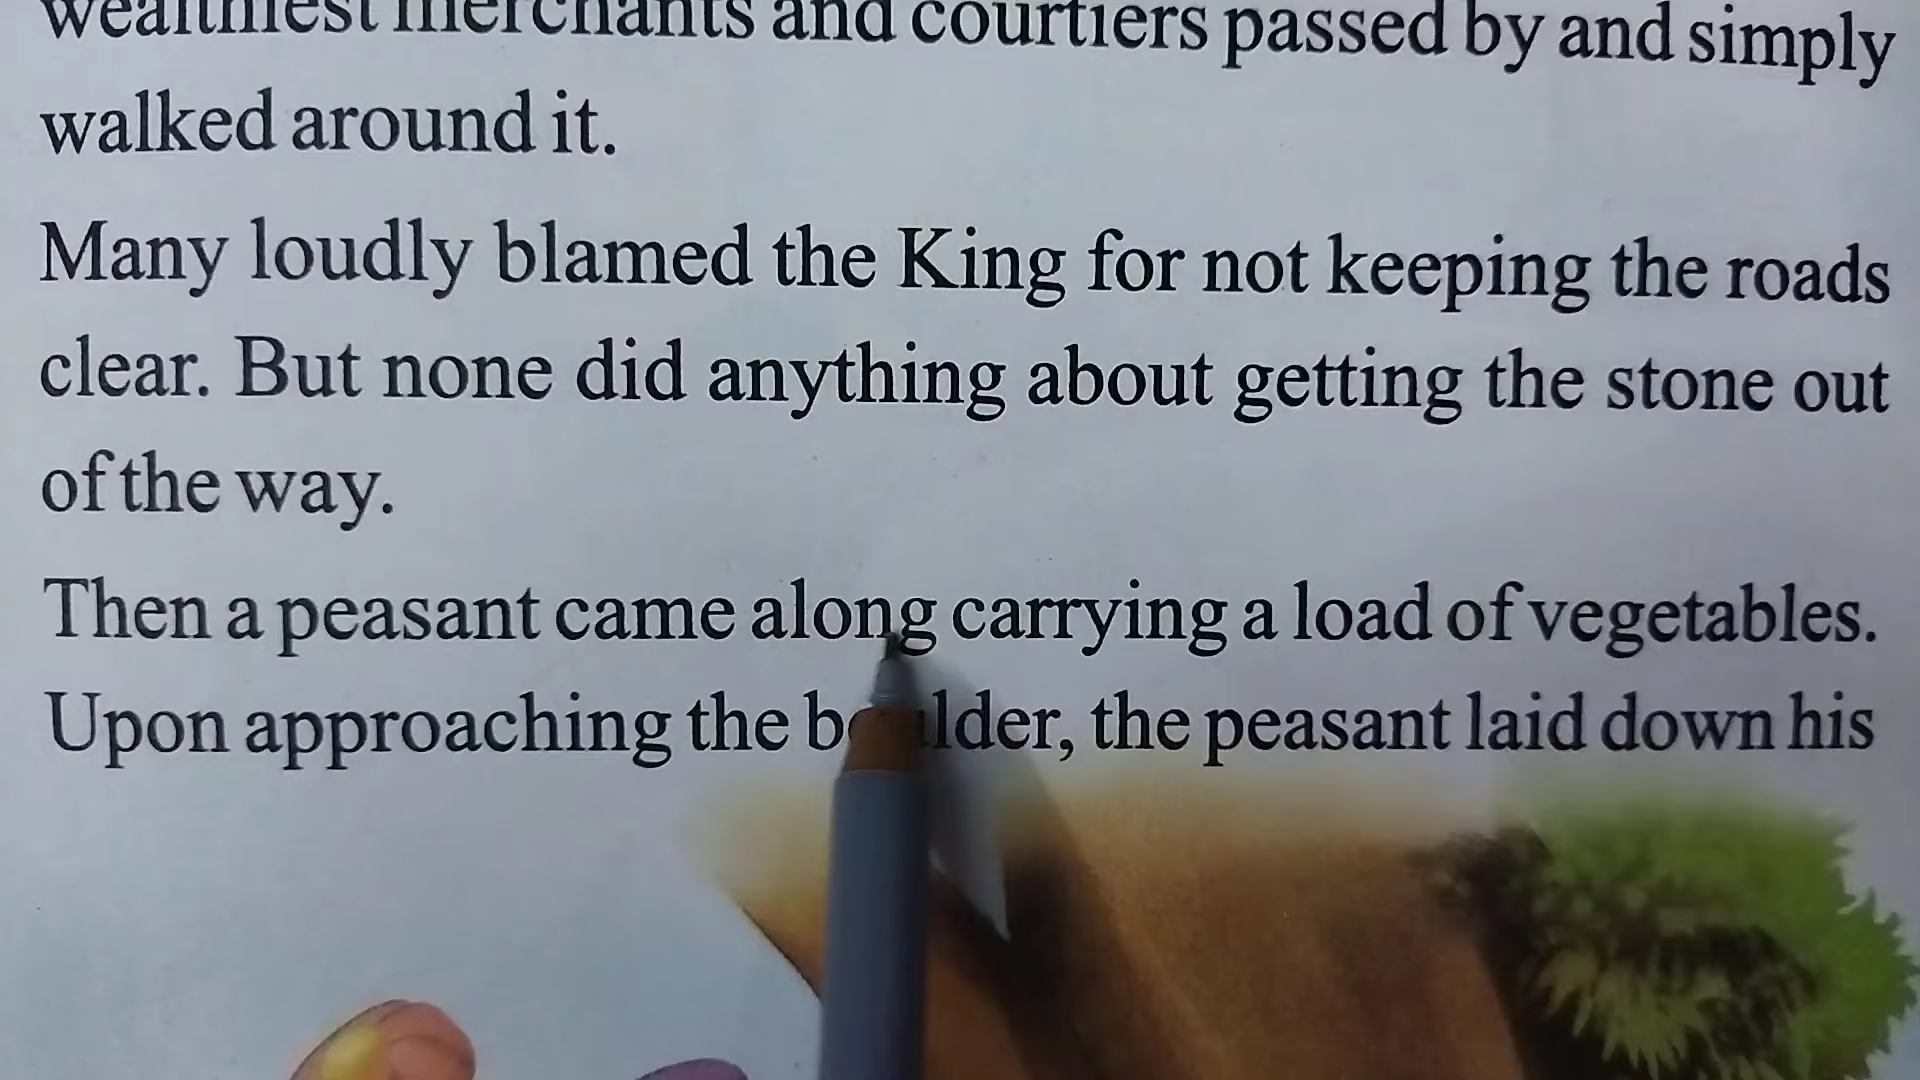 wealthiest merchants and courtiers passed by and simply
walked around it.
Many loudly blamed the King for not keeping the roads
clear. But none did anything about getting the stone out
of the way.
Then a peasant came along carrying a load of vegetables.
Upon approaching the boulder, the peasant laid down his